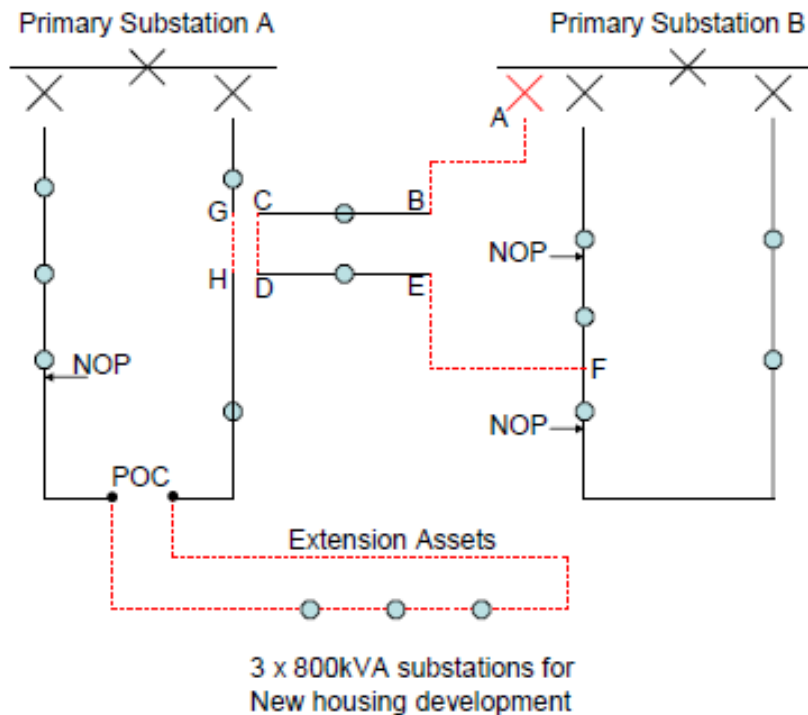 Primary Substation A
Primary Substation B
A
G
C
B
NOP
H
D
E
NOP
F
NOP
POC
Extension Assets
3 x 800kVA substations for
New housing development